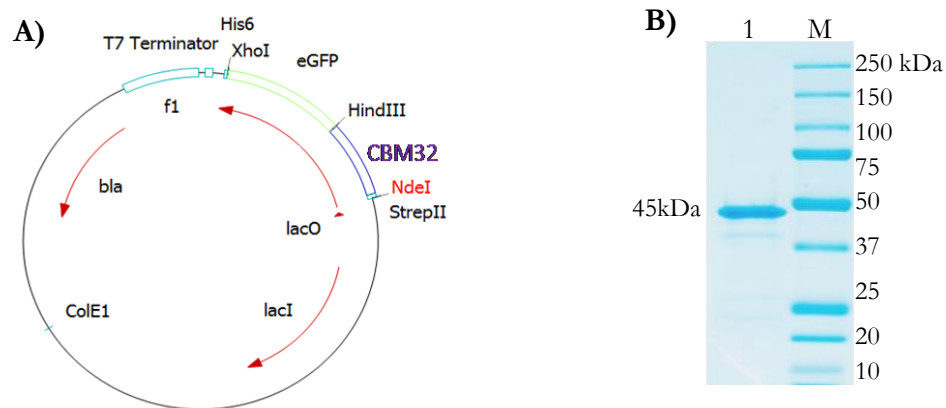 A)
His6
T7 Terminator
XhoI
eGFP
f1
HindIII
CBM32
bla
NdeI
StrepII
lacO
ColE1
lacI
B)
1 M
250 kDa
150
100
75
50
45kDa
37
25
20
10